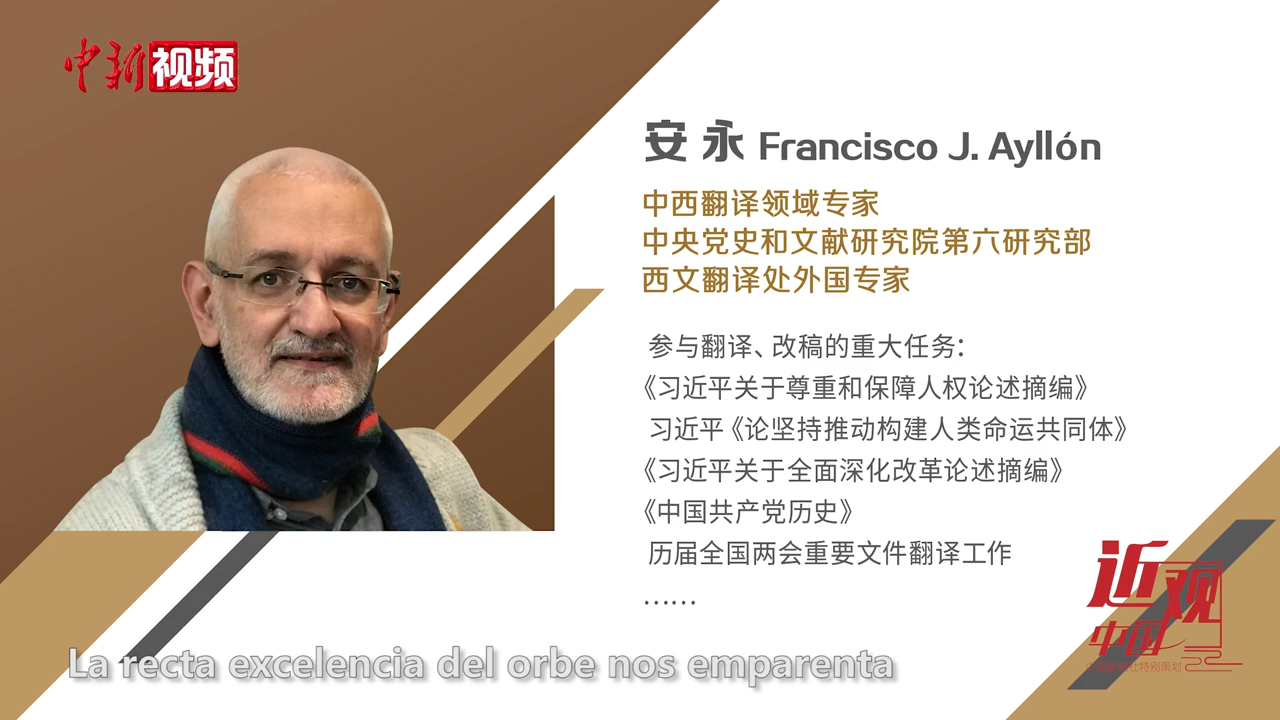 中新视频
安永 Francisco J. Ayllón
中西翻译领域专家
中央党史和文献研究院第六研究部
西文翻译处外国专家
参与翻译、改稿的重大任务：
《习近平关于尊重和保障人权论述摘编》
习近平《论坚持推动构建人类命运共同体》
《习近平关于全面深化改革论述摘编》
《中国共产党历史》
历届全国两会重要文件翻译工作
……
近观
中国
La recta excelencia del orbe nos emparenta